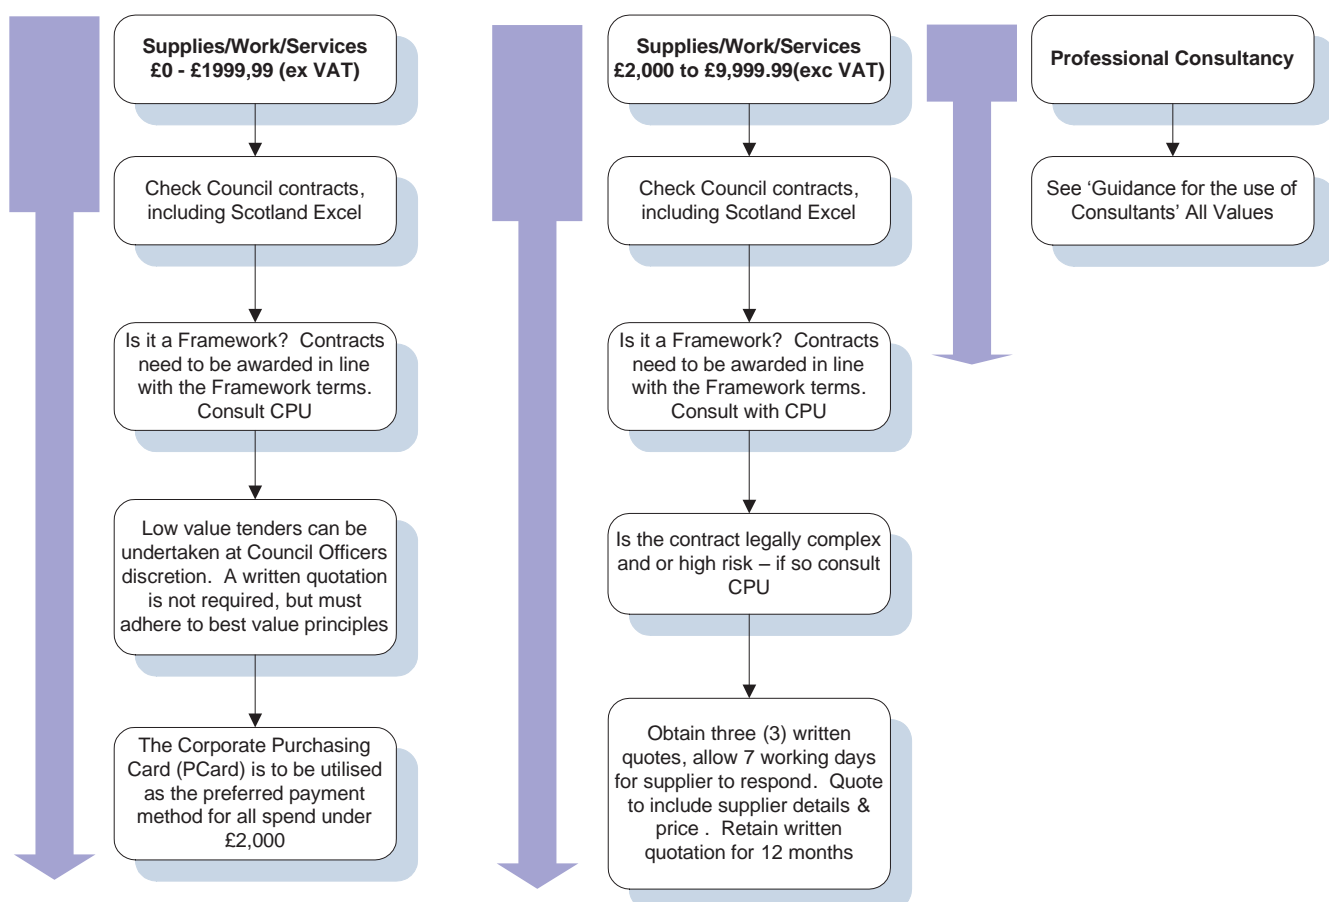 Supplies/Work/Services
£0 - £1999,99 (ex VAT)
Check Council contracts,
including Scotland Excel
Is it a Framework? Contracts
need to be awarded in line
with the Framework terms.
Consult CPU
Low value tenders can be
undertaken at Council Officers
discretion. A written quotation
is not required, but must
adhere to best value principles
The Corporate Purchasing
Card (PCard) is to be utilised
as the preferred payment
method for all spend under
£2,000
Supplies/Work/Services
£2,000 to £9,999.99(exc VAT)
Check Council contracts,
including Scotland Excel
Is it a Framework? Contracts
need to be awarded in line
with the Framework terms.
Consult with CPU
Is the contract legally complex
and or high risk – if so consult
CPU
Obtain three (3) written
quotes, allow 7 working days
for supplier to respond. Quote
to include supplier details &
price . Retain written
quotation for 12 months
Professional Consultancy
See ‘Guidance for the use of
Consultants’ All Values